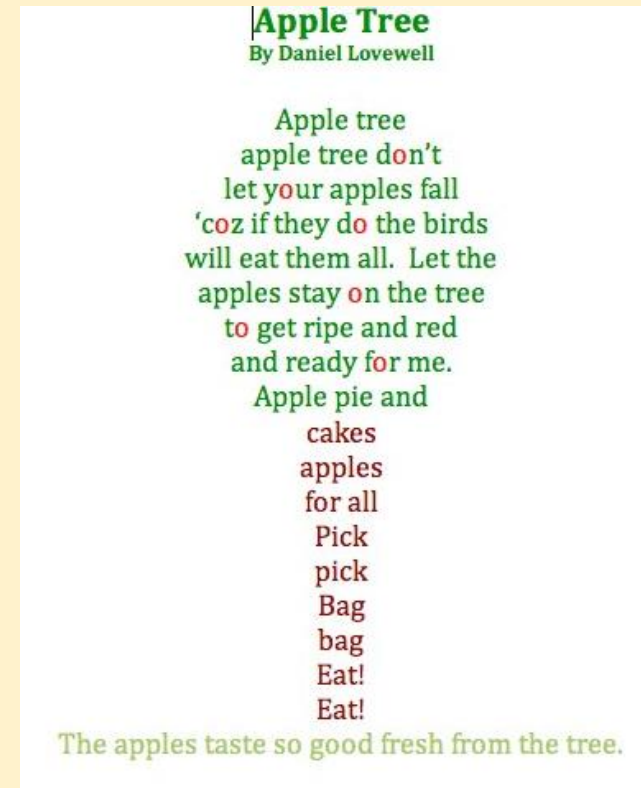 Apple Tree
By Daniel Lovewell
Apple tree
apple tree don't
let your apples fall
‘coz if they do the birds
will eat them all.  Let the
apples stay on the tree
to get ripe and red
and ready for me.
Apple pie and
cakes
apples
for all
Pick
pick
Bag
bag
Eat!
Eat!
The apples taste so good fresh from the tree.